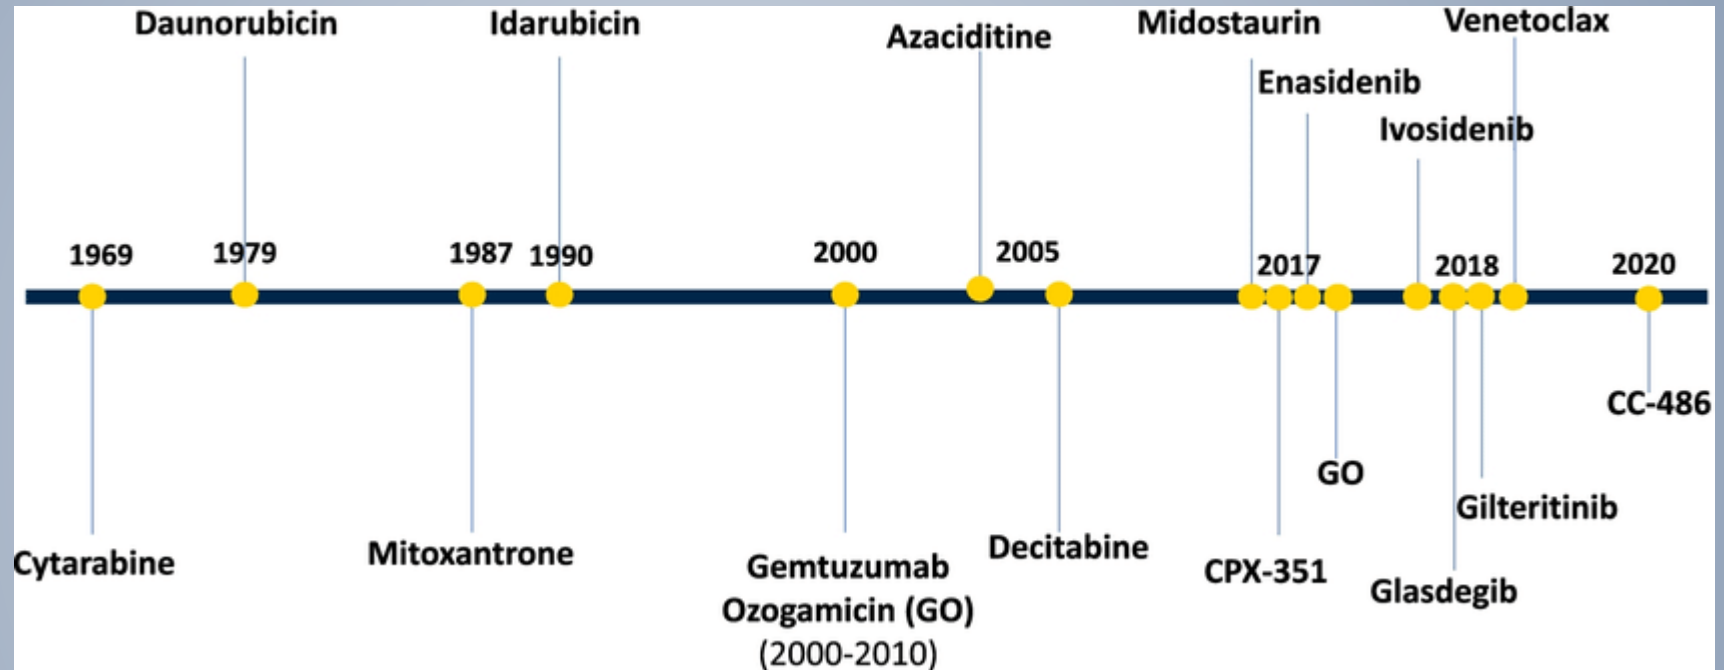 Daunorubicin
Idarubicin
Azaciditine
Midostaurin
Venetoclax
Enasidenib
Ivosidenib
1969
1979
1987
1990
2000
2005
2017
2018
2020
CC-486
GO
Gilteritinib
Cytarabine
Mitoxantrone
Gemtuzumab
Ozogamicin (GO)
(2000-2010)
Decitabine
CPX-351
Glasdegib